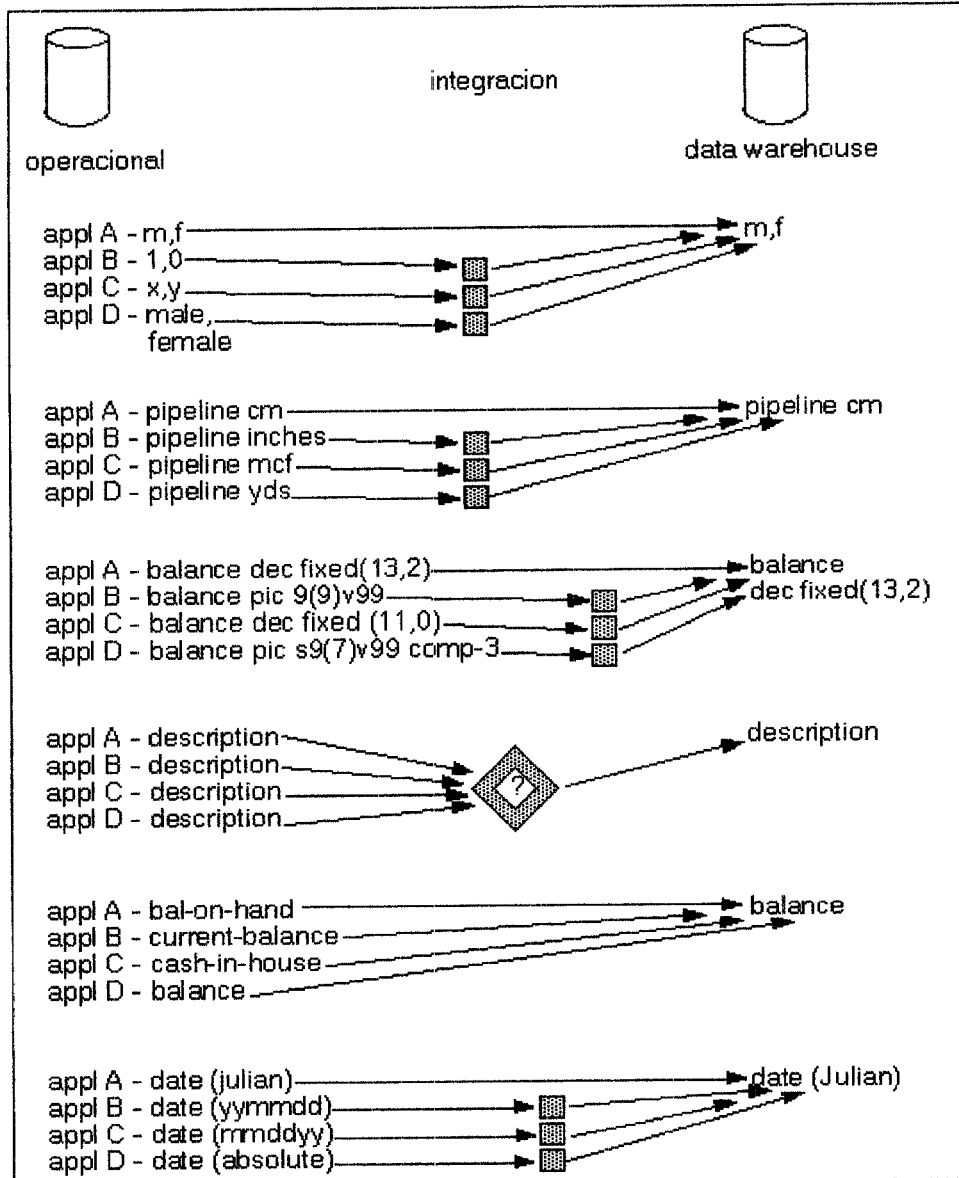 integracion
operacional
data warehouse
appl A - m,f
m,f
appl B - 1,0
appl C - x,y
appl D - male,
female
appl A - pipeline cm
pipeline cm
appl B - pipeline inches
appl C - pipeline mcf
appl D - pipeline yds
appl A - balance dec fixed(13,2)
balance
appl B - balance pic 9(9)v99
dec fixed(13,2)
appl C - balance dec fixed (11,0)
appl D - balance pic s9(7)v99 comp-3
appl A - description
description
appl B - description
?
appl C - description
appl D - description
appl A - bal-on-hand
balance
appl B - current-balance
appl C - cash-in-house
appl D - balance
appl A - date (julian)
date (Julian)
appl B - date (yymmdd)
appl C - date (mmddyy)
appl D - date (absolute)